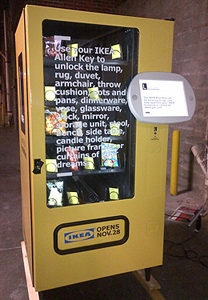 Use your IKEA
Allen Key to
unlock the lamp,
rug, duvet,
armchair, throw
cushion, pots and
pans, dinnerware,
vase, glassware,
clock, mirror,
storage unit, stool,
bench, side table,
candle holder,
picture frame or
curtains of your
dreams.
IKEA OPENS
NOV. 28